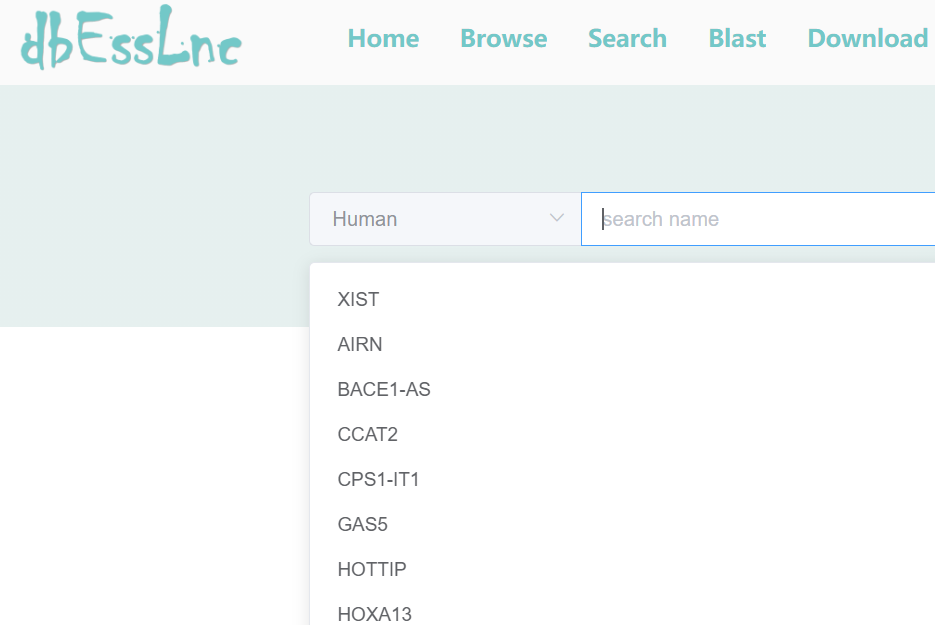 dbEssLnc Home Browse Search Blast Download
Human search name
XIST
AIRN
BACE1-AS
CCAT2
CPS1-IT1
GAS5
HOTTIP
HOXA13